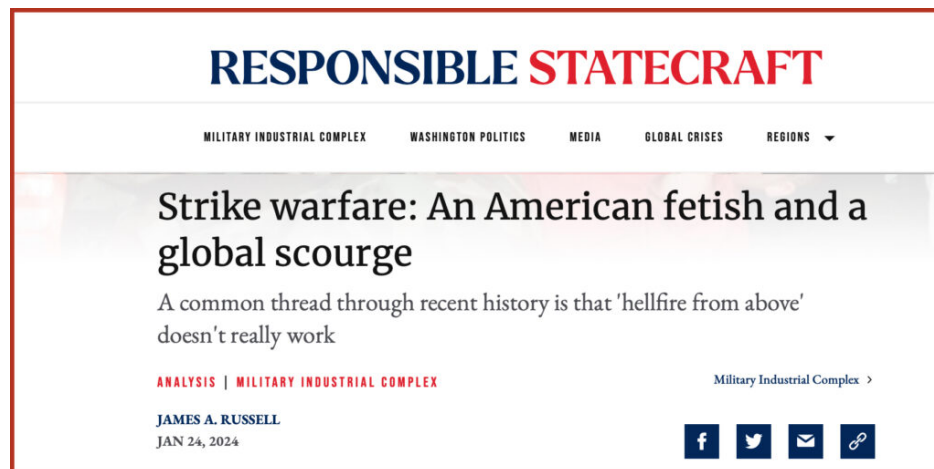 RESPONSIBLE STATECRAFT
MILITARY INDUSTRIAL COMPLEX WASHINGTON POLITICS MEDIA GLOBAL CRISES REGIONS
Strike warfare: An American fetish and a
global scourge
A common thread through recent history is that 'hellfire from above'
doesn't really work
ANALYSIS | MILITARY INDUSTRIAL COMPLEX
Military Industrial Complex >
JAMES A. RUSSELL
JAN 24, 2024